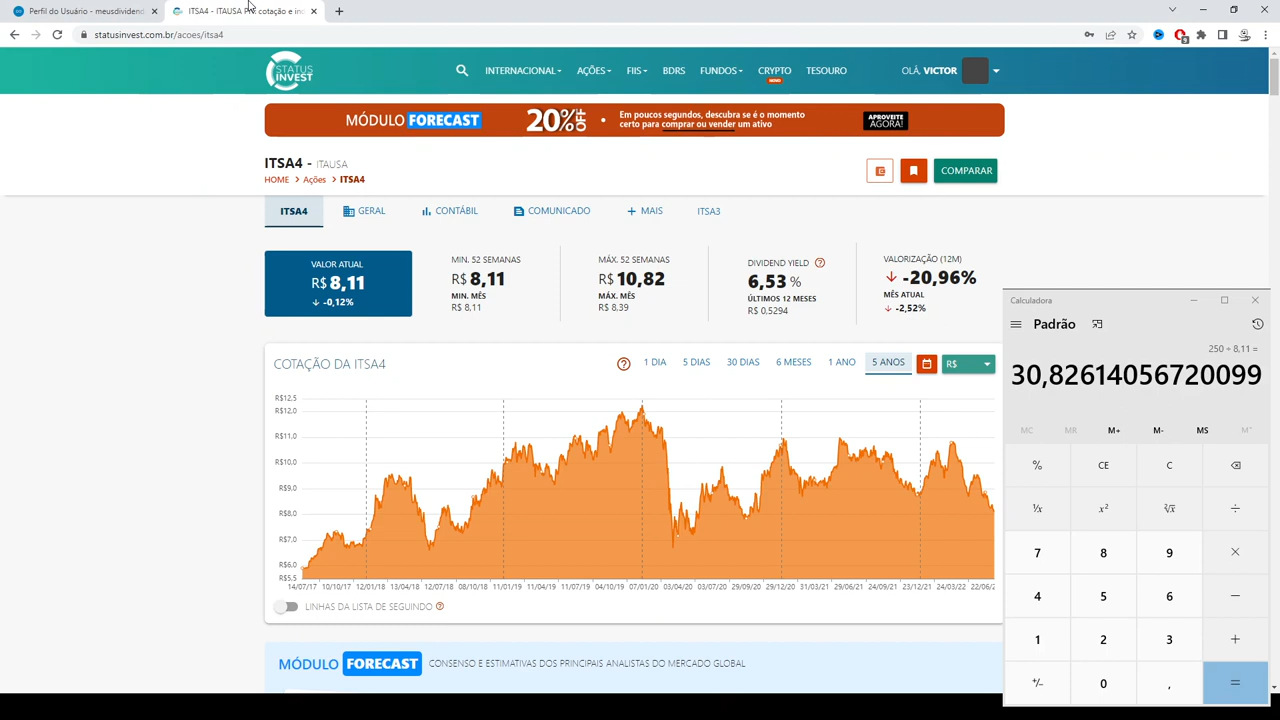 Perfil do Usuário - meusdividend
ITSA4 - ITAUSA P cotação e in
statusinvest.com.br/acoes/itsa4
STATUS
INVEST
INTERNACIONAL
AÇÕES
FIIS
BDRS
FUNDOS
CRYPTO
NOVO
TESOURO
OLÁ, VICTOR
MÓDULO FORECAST
20% OFF
Em poucos segundos, descubra se é o momento
certo para comprar ou vender um ativo
APROVEITE
AGORA!
ITSA4 - ITAUSA
HOME > Ações > ITSA4
COMPARAR
ITSA4
GERAL
CONTÁBIL
COMUNICADO
+ MAIS
ITSA3
VALOR ATUAL
R$ 8,11
-0,12%
MIN. 52 SEMANAS
R$ 8,11
MIN. MÊS
R$ 8,11
MÁX. 52 SEMANAS
R$ 10,82
MÁX. MÊS
R$ 8,39
DIVIDEND YIELD ?
6,53 %
ÚLTIMOS 12 MESES
R$ 0,5294
VALORIZAÇÃO (12M)
-20,96%
MÊS ATUAL
-2,52%
COTAÇÃO DA ITSA4
?
1 DIA
5 DIAS
30 DIAS
6 MESES
1 ANO
5 ANOS
R$
R$12,5
R$12,0
R$11,0
R$10,0
R$9,0
R$8,0
R$7,0
R$6,0
R$5,5
14/07/17 10/10/17 12/01/18 13/04/18 12/07/18 08/10/18 11/01/19 11/04/19 11/07/19 04/10/19 07/01/20 03/04/20 03/07/20 29/09/20 29/12/20 31/03/21 29/06/21 24/09/21 23/12/21 24/03/22 22/06/2
LINHAS DA LISTA DE SEGUINDO ?
MÓDULO FORECAST CONSENSO E ESTIMATIVAS DOS PRINCIPAIS ANALISTAS DO MERCADO GLOBAL
Calculadora
Padrão
250 ÷ 8,11 =
30,82614056720099
MC MR M+ M- MS M˅
% CE C
¹/x x² ²√x ÷
7 8 9 ×
4 5 6 −
1 2 3 +
+/- 0 , =